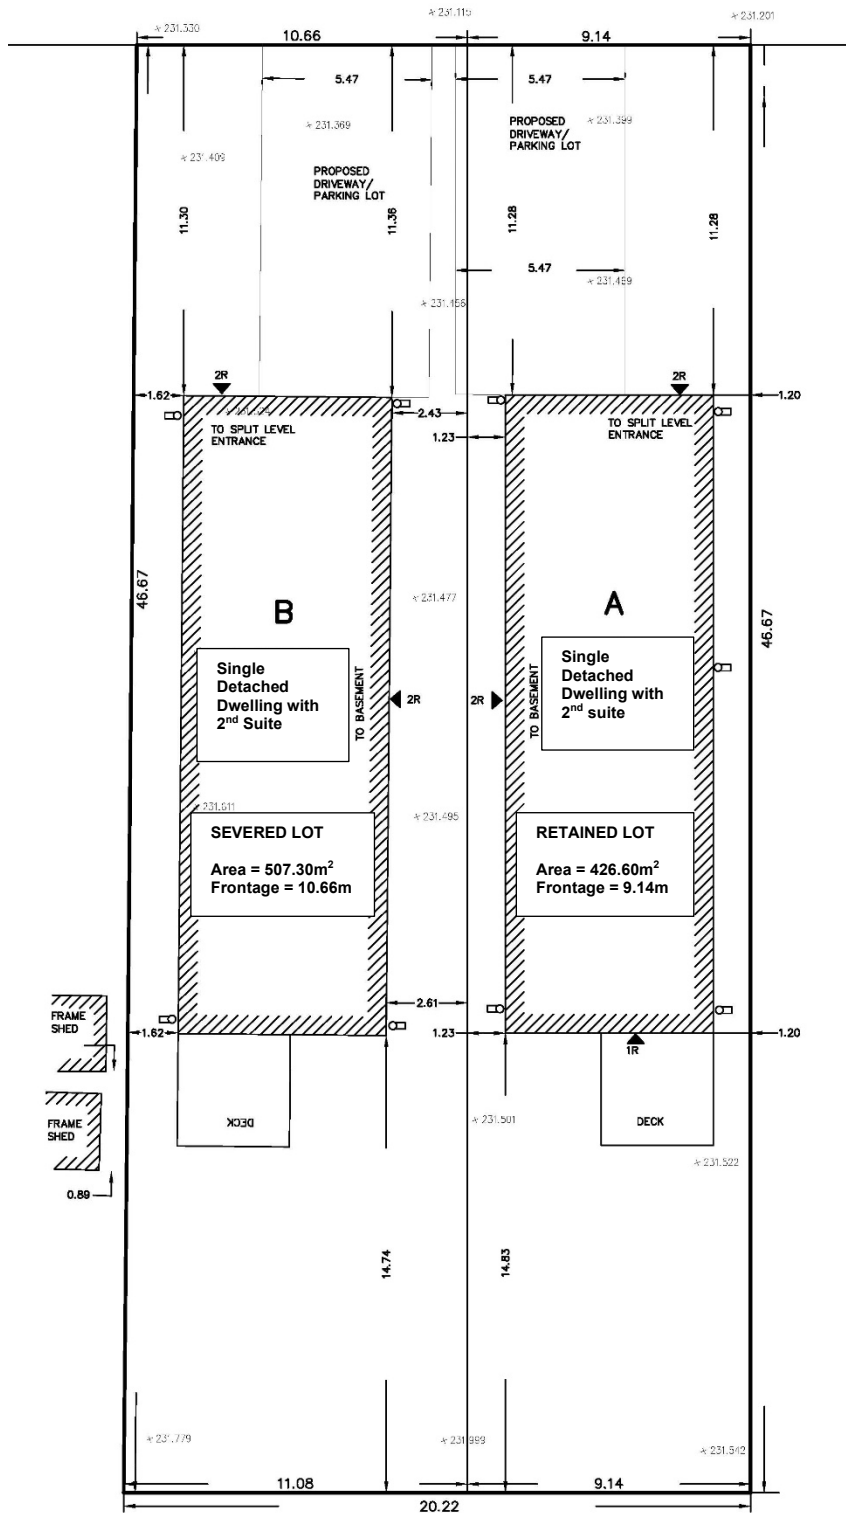 231.330
231.115
231.201
10.66
9.14
5.47
5.47
231.369
231.399
PROPOSED
DRIVEWAY/
PARKING LOT
231.409
PROPOSED
DRIVEWAY/
PARKING LOT
11.30
11.36
11.28
11.28
5.47
231.456
2R
2R
1.62
2.43
1.20
TO SPLIT LEVEL
ENTRANCE
TO SPLIT LEVEL
ENTRANCE
1.23
46.67
231.477
46.67
B
A
Single
Detached
Dwelling with
2nd Suite
TO BASEMENT
2R
2R
TO BASEMENT
Single
Detached
Dwelling with
2nd suite
231.611
231.495
SEVERED LOT
Area = 507.30m2
Frontage = 10.66m
RETAINED LOT
Area = 426.60m2
Frontage = 9.14m
2.61
FRAME
SHED
1.62
1.23
1.20
1R
FRAME
SHED
DECK
DECK
231.501
231.522
0.89
14.74
14.83
231.779
231.999
231.542
11.08
9.14
20.22